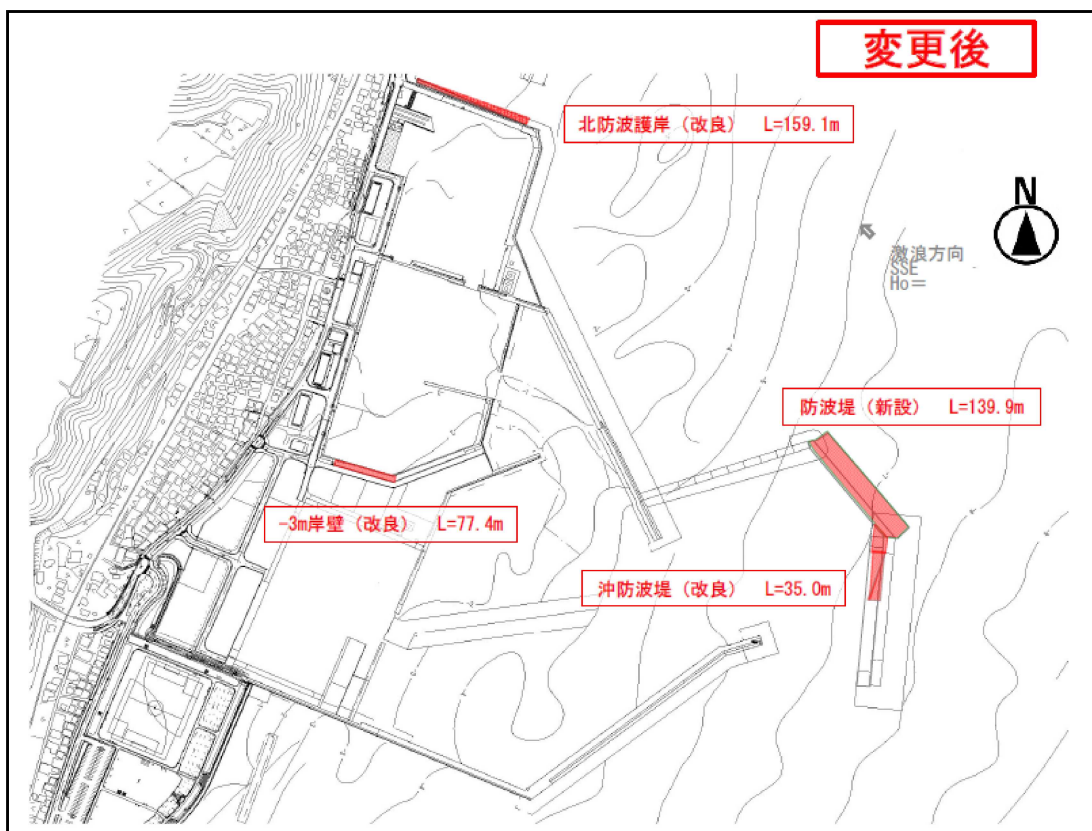 変更後
北防波護岸（改良） L=159.1m
N
激浪方向
SSE
Ho＝
防波堤（新設） L=139.9m
-3m岸壁（改良） L=77.4m
沖防波堤（改良） L=35.0m